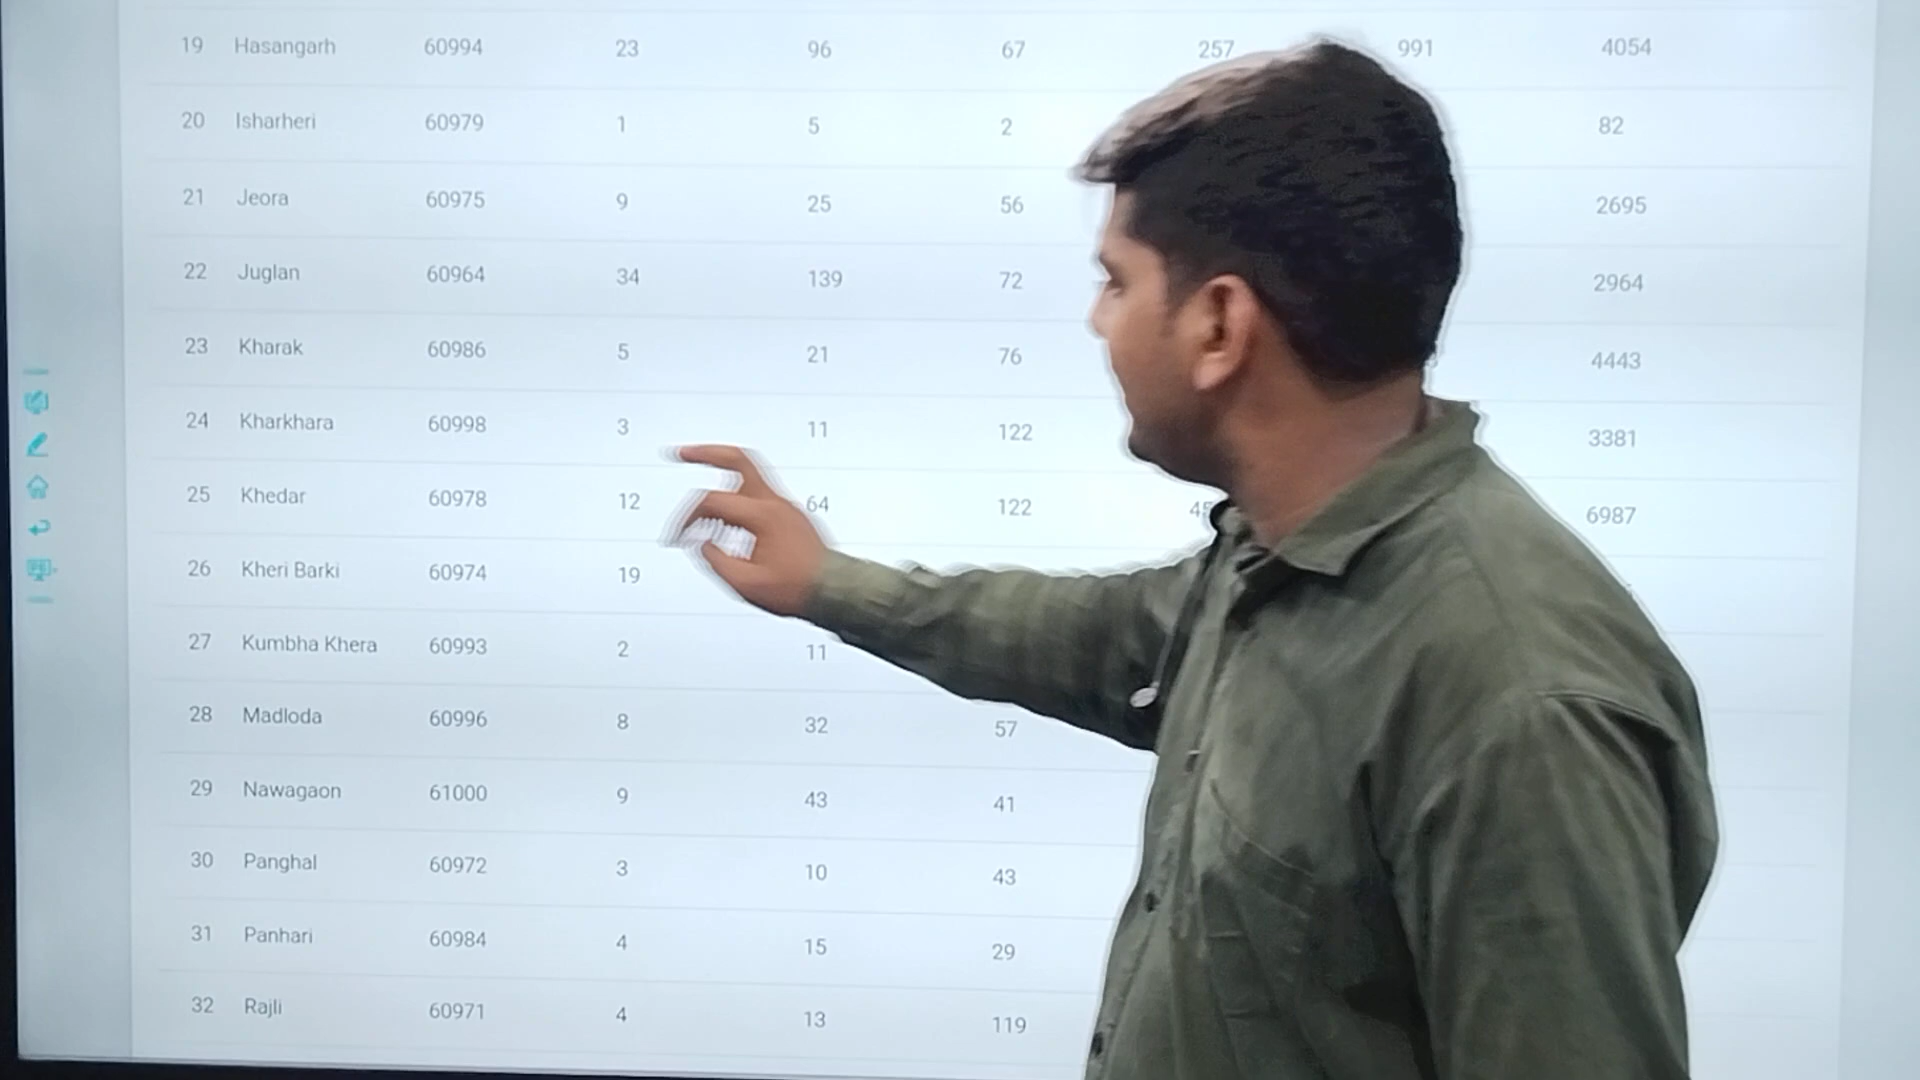 19 Hasangarh 60994 23 96 67 257 991 4054
20 Isharheri 60979 1 5 2 82
21 Jeora 60975 9 25 56 2695
22 Juglan 60964 34 139 72 2964
23 Kharak 60986 5 21 76 4443
24 Kharkhara 60998 3 11 122 3381
25 Khedar 60978 12 64 122 6987
26 Kheri Barki 60974 19
27 Kumbha Khera 60993 2 11
28 Madloda 60996 8 32 57
29 Nawagaon 61000 9 43 41
30 Panghal 60972 3 10 43
31 Panhari 60984 4 15 29
32 Rajli 60971 4 13 119